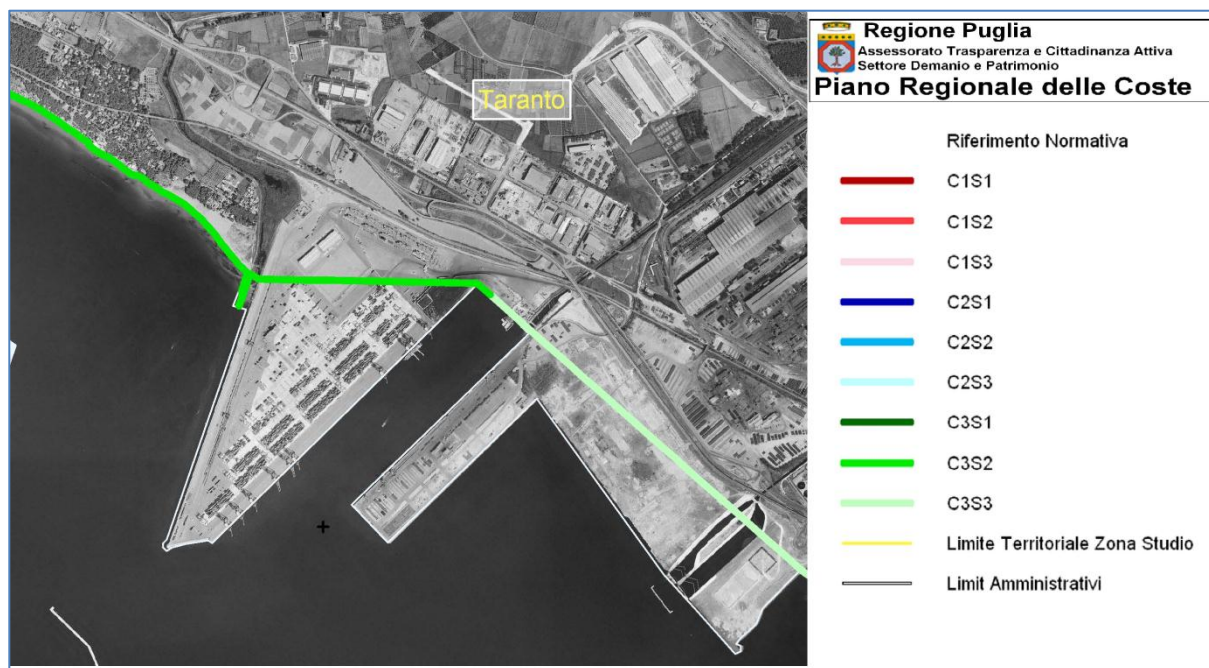 Taranto
Regione Puglia
Assessorato Trasparenza e Cittadinanza Attiva
Settore Demanio e Patrimonio
Piano Regionale delle Coste
Riferimento Normativa
C1S1
C1S2
C1S3
C2S1
C2S2
C2S3
C3S1
C3S2
C3S3
Limite Territoriale Zona Studio
Limit Amministrativi